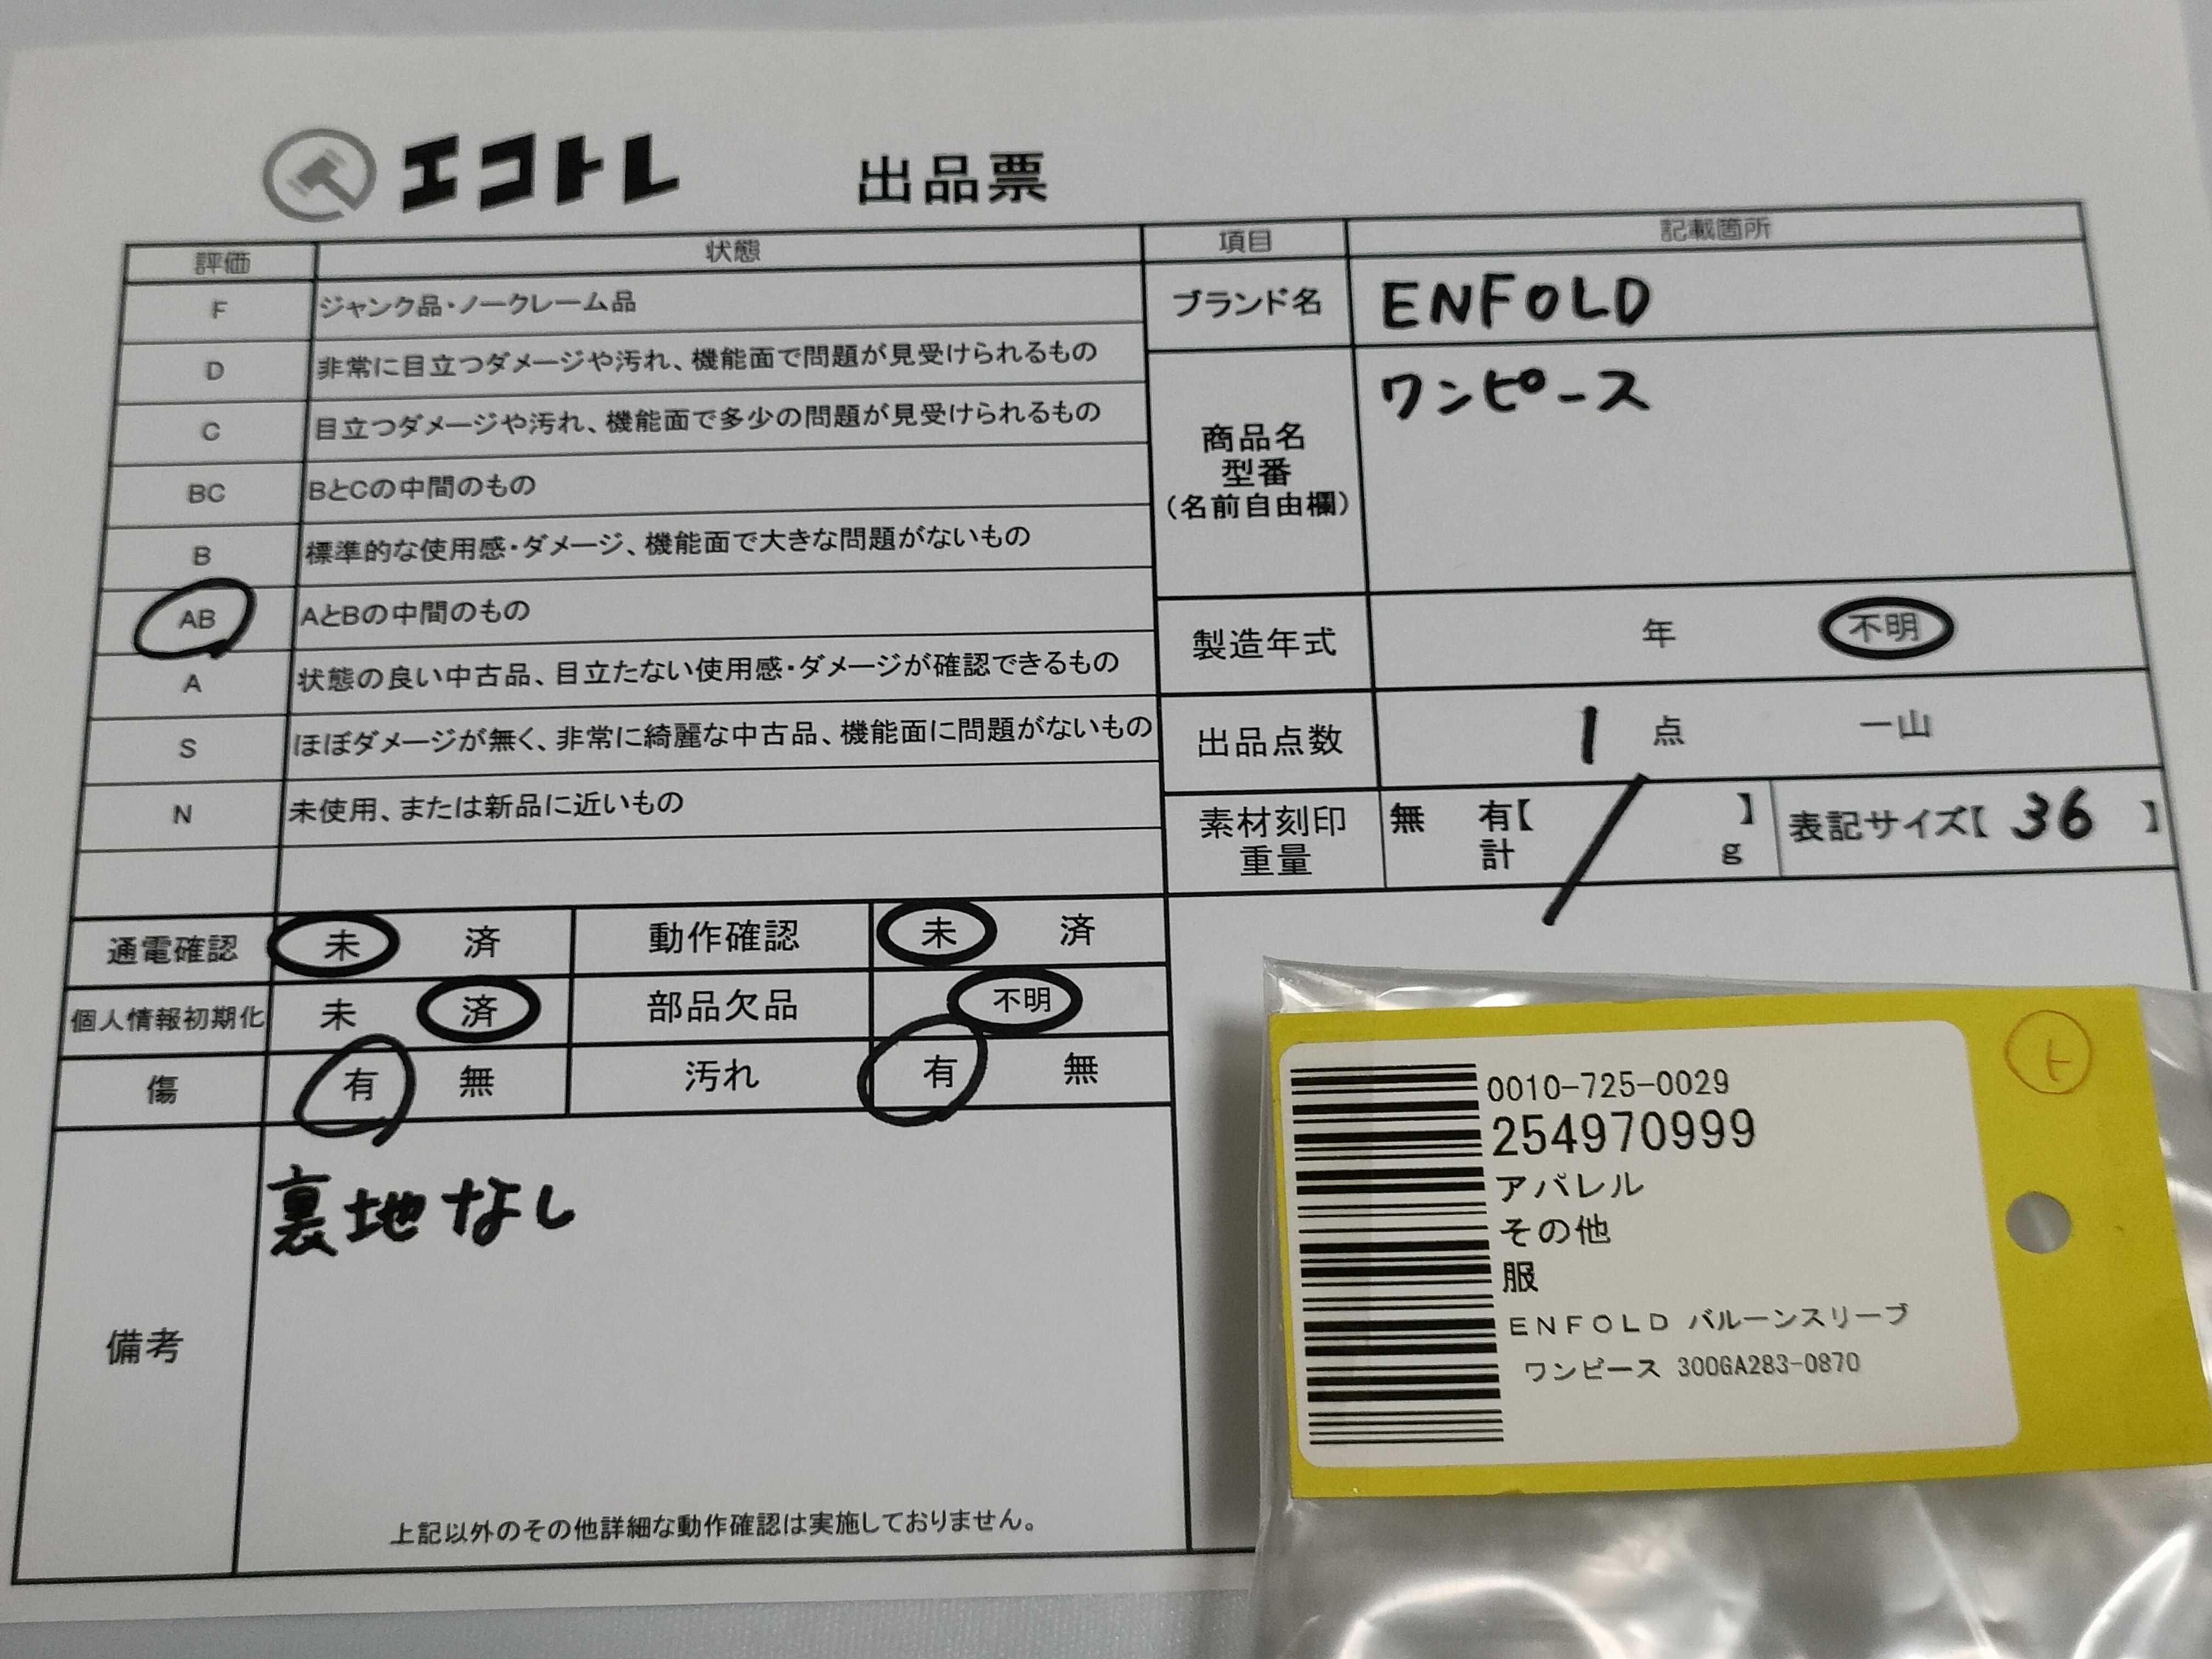 エコトレ 出品票
評価 状態
F ジャンク品・ノークレーム品
D 非常に目立つダメージや汚れ、機能面で問題が見受けられるもの
C 目立つダメージや汚れ、機能面で多少の問題が見受けられるもの
BC BとCの中間のもの
B 標準的な使用感・ダメージ、機能面で大きな問題がないもの
AB AとBの中間のもの
A 状態の良い中古品、目立たない使用感・ダメージが確認できるもの
S ほぼダメージが無く、非常に綺麗な中古品、機能面に問題がないもの
N 未使用、または新品に近いもの
項目 記載箇所
ブランド名 ENFOLD
商品名
型番
(名前自由欄)
ワンピース
製造年式 年 不明
出品点数 1 点 一山
素材刻印 無 有【 】
重量 計 g
表記サイズ【 36 】
通電確認 未 済 動作確認 未 済
個人情報初期化 未 済 部品欠品 不明
傷 有 無 汚れ 有 無
備考
裏地なし
上記以外のその他詳細な動作確認は実施しておりません。
ト
0010-725-0029
254970999
アパレル
その他
服
ENFOLD バルーンスリーブ
ワンピース 300GA283-0870